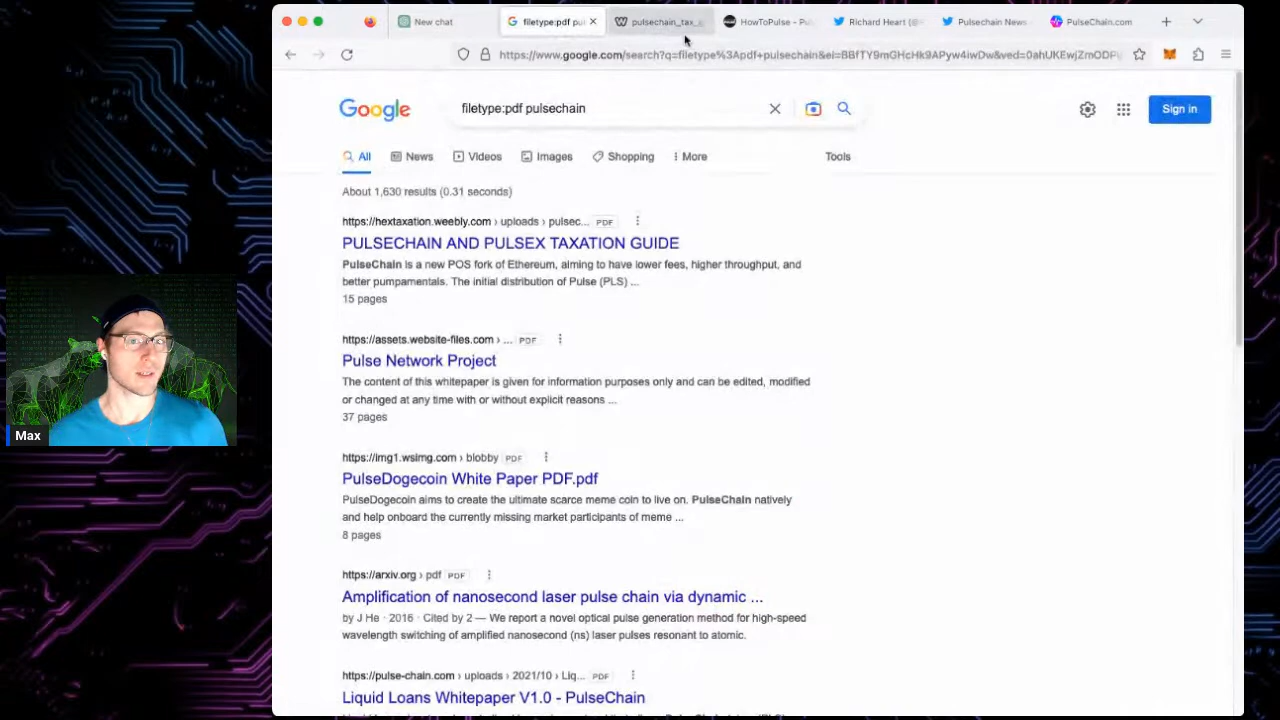 New chat
filetype:pdf pul
pulsechain_tax_
HowToPulse - Pu
Richard Heart (@
Pulsechain News
PulseChain.com
https://www.google.com/search?q=filetype%3Apdf+pulsechain&ei=BBfTY9mGHcHk9APyw4iwDw&ved=0ahUKEwjZmODP
Google
filetype:pdf pulsechain
Sign in
All
News
Videos
Images
Shopping
More
Tools
About 1,630 results (0.31 seconds)
https://hextaxation.weebly.com › uploads › pulsec... PDF
PULSECHAIN AND PULSEX TAXATION GUIDE
PulseChain is a new POS fork of Ethereum, aiming to have lower fees, higher throughput, and
better pumpamentals. The initial distribution of Pulse (PLS) ...
15 pages
https://assets.website-files.com › ... PDF
Pulse Network Project
The content of this whitepaper is given for information purposes only and can be edited, modified
or changed at any time with or without explicit reasons ...
37 pages
https://img1.wsimg.com › blobby PDF
PulseDogecoin White Paper PDF.pdf
PulseDogecoin aims to create the ultimate scarce meme coin to live on. PulseChain natively
and help onboard the currently missing market participants of meme ...
8 pages
https://arxiv.org › pdf PDF
Amplification of nanosecond laser pulse chain via dynamic ...
by J He · 2016 · Cited by 2 — We report a novel optical pulse generation method for high-speed
wavelength switching of amplified nanosecond (ns) laser pulses resonant to atomic.
https://pulse-chain.com › uploads › 2021/10 › Liq... PDF
Liquid Loans Whitepaper V1.0 - PulseChain
Max